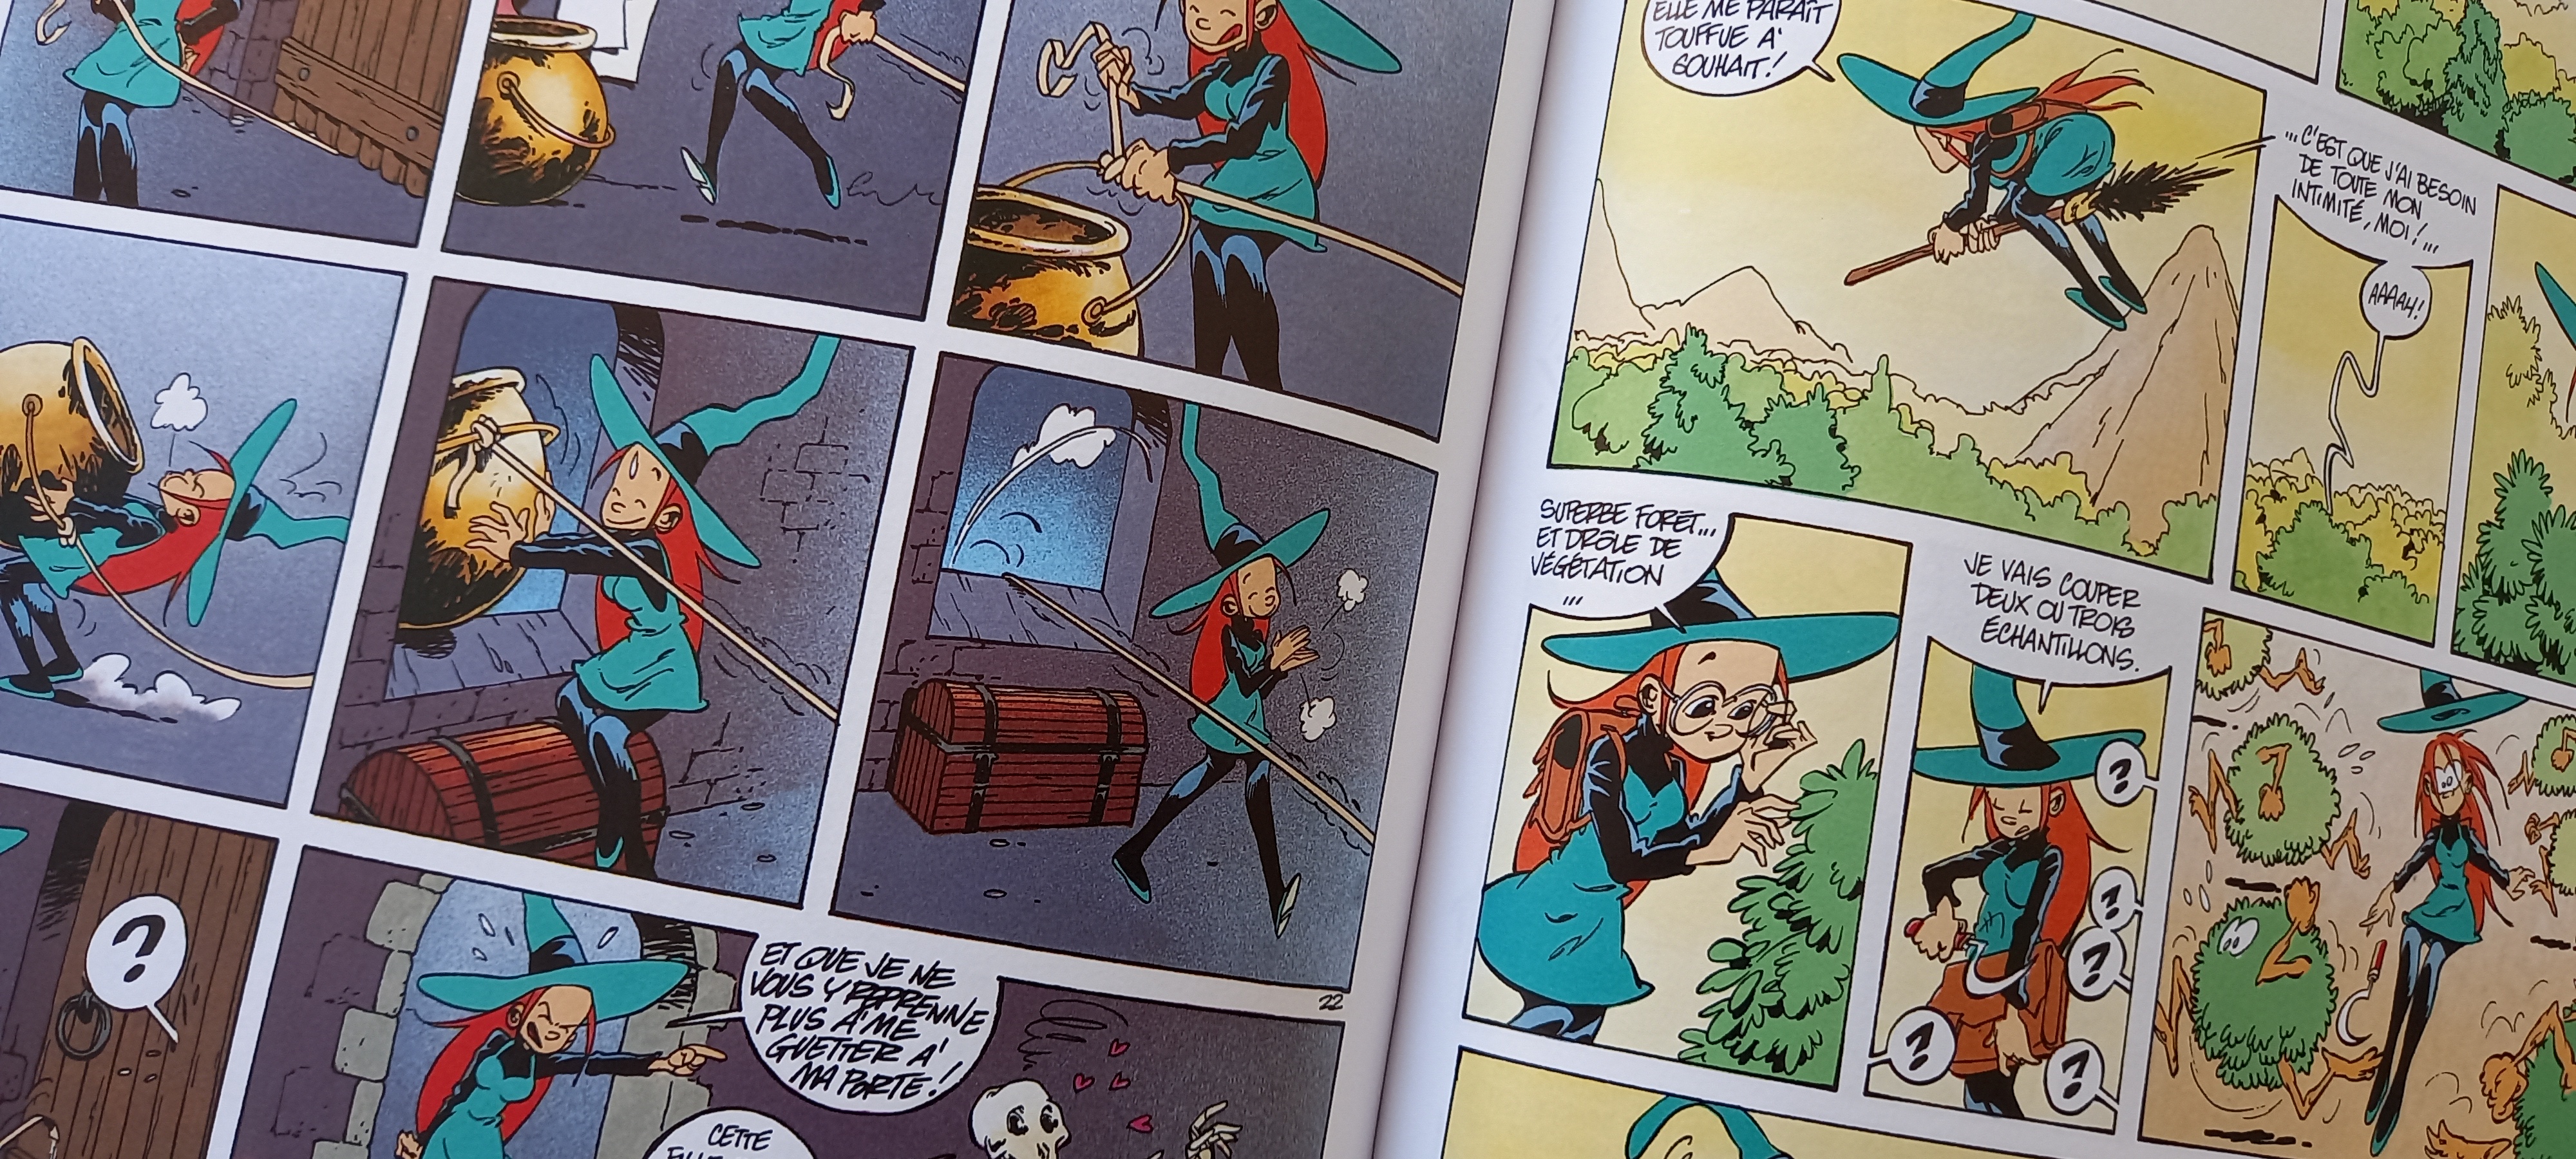 ?
ET QUE JE NE
VOUS Y REPRENNE
PLUS À ME
GUETTER À
MA PORTE!
CETTE
22
ELLE ME PARAÎT
TOUFFUE À
SOUHAIT!
...C'EST QUE J'AI BESOIN
DE TOUTE MON
INTIMITÉ, MOI!...
AAAH!
SUPERBE FORÊT...
ET DRÔLE DE
VÉGÉTATION
...
JE VAIS COUPER
DEUX OU TROIS
ÉCHANTILLONS.
?
?
?
?
?